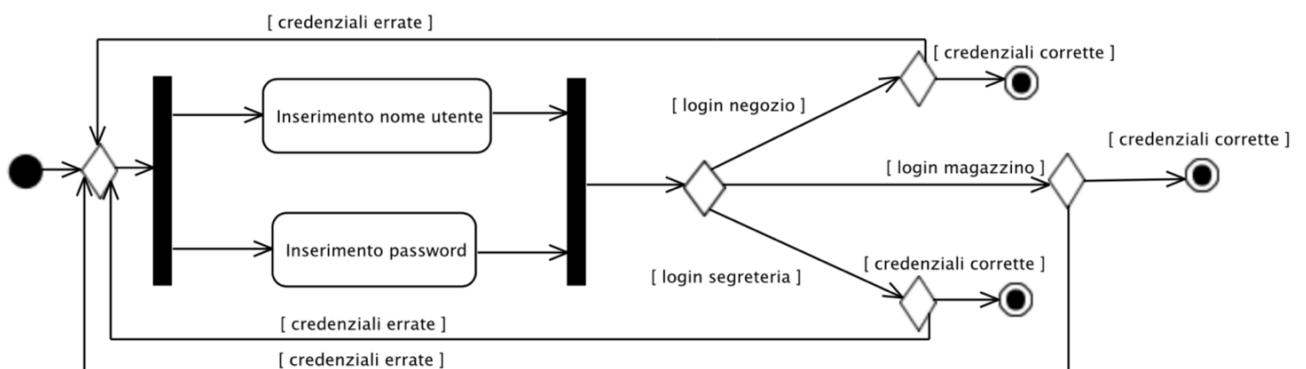 [ credenziali errate ]
[ credenziali corrette ]
[ login negozio ]
Inserimento nome utente
[ credenziali corrette ]
[ login magazzino ]
Inserimento password
[ login segreteria ]
[ credenziali corrette ]
[ credenziali errate ]
[ credenziali errate ]